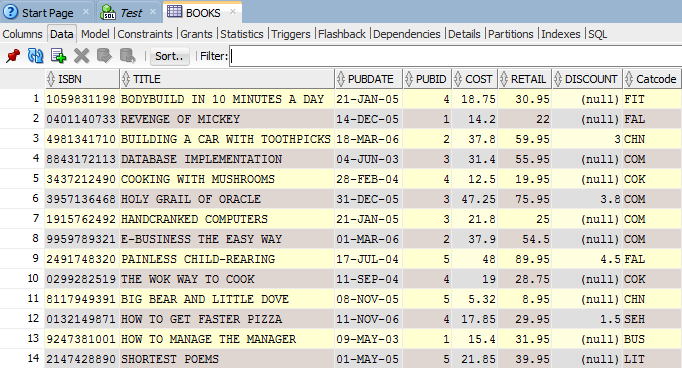 Start Page Test BOOKS
Columns Data Model Constraints Grants Statistics Triggers Flashback Dependencies Details Partitions Indexes SQL
SQL Sort.. Filter:
ISBN TITLE PUBDATE PUBID COST RETAIL DISCOUNT Catcode
1 1059831198 BODYBUILD IN 10 MINUTES A DAY 21-JAN-05 4 18.75 30.95 (null) FIT
2 0401140733 REVENGE OF MICKEY 14-DEC-05 1 14.2 22 (null) FAL
3 4981341710 BUILDING A CAR WITH TOOTHPICKS 18-MAR-06 2 37.8 59.95 3 CHN
4 8843172113 DATABASE IMPLEMENTATION 04-JUN-03 3 31.4 55.95 (null) COM
5 3437212490 COOKING WITH MUSHROOMS 28-FEB-04 4 12.5 19.95 (null) COK
6 3957136468 HOLY GRAIL OF ORACLE 31-DEC-05 3 47.25 75.95 3.8 COM
7 1915762492 HANDCRANKED COMPUTERS 21-JAN-05 3 21.8 25 (null) COM
8 9959789321 E-BUSINESS THE EASY WAY 01-MAR-06 2 37.9 54.5 (null) COM
9 2491748320 PAINLESS CHILD-REARING 17-JUL-04 5 48 89.95 4.5 FAL
10 0299282519 THE WOK WAY TO COOK 11-SEP-04 4 19 28.75 (null) COK
11 8117949391 BIG BEAR AND LITTLE DOVE 08-NOV-05 5 5.32 8.95 (null) CHN
12 0132149871 HOW TO GET FASTER PIZZA 11-NOV-06 4 17.85 29.95 1.5 SEH
13 9247381001 HOW TO MANAGE THE MANAGER 09-MAY-03 1 15.4 31.95 (null) BUS
14 2147428890 SHORTEST POEMS 01-MAY-05 5 21.85 39.95 (null) LIT